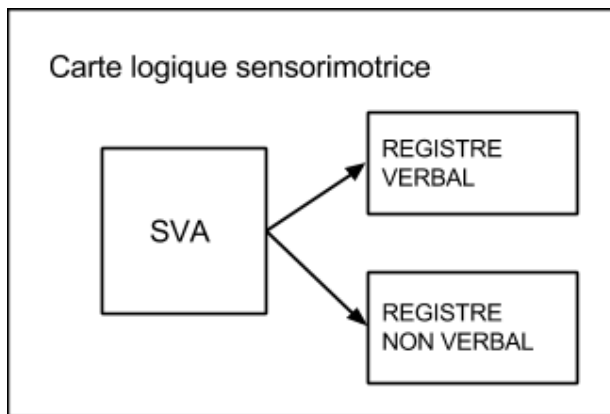 Carte logique sensorimotrice
SVA
REGISTRE
VERBAL
REGISTRE
NON VERBAL